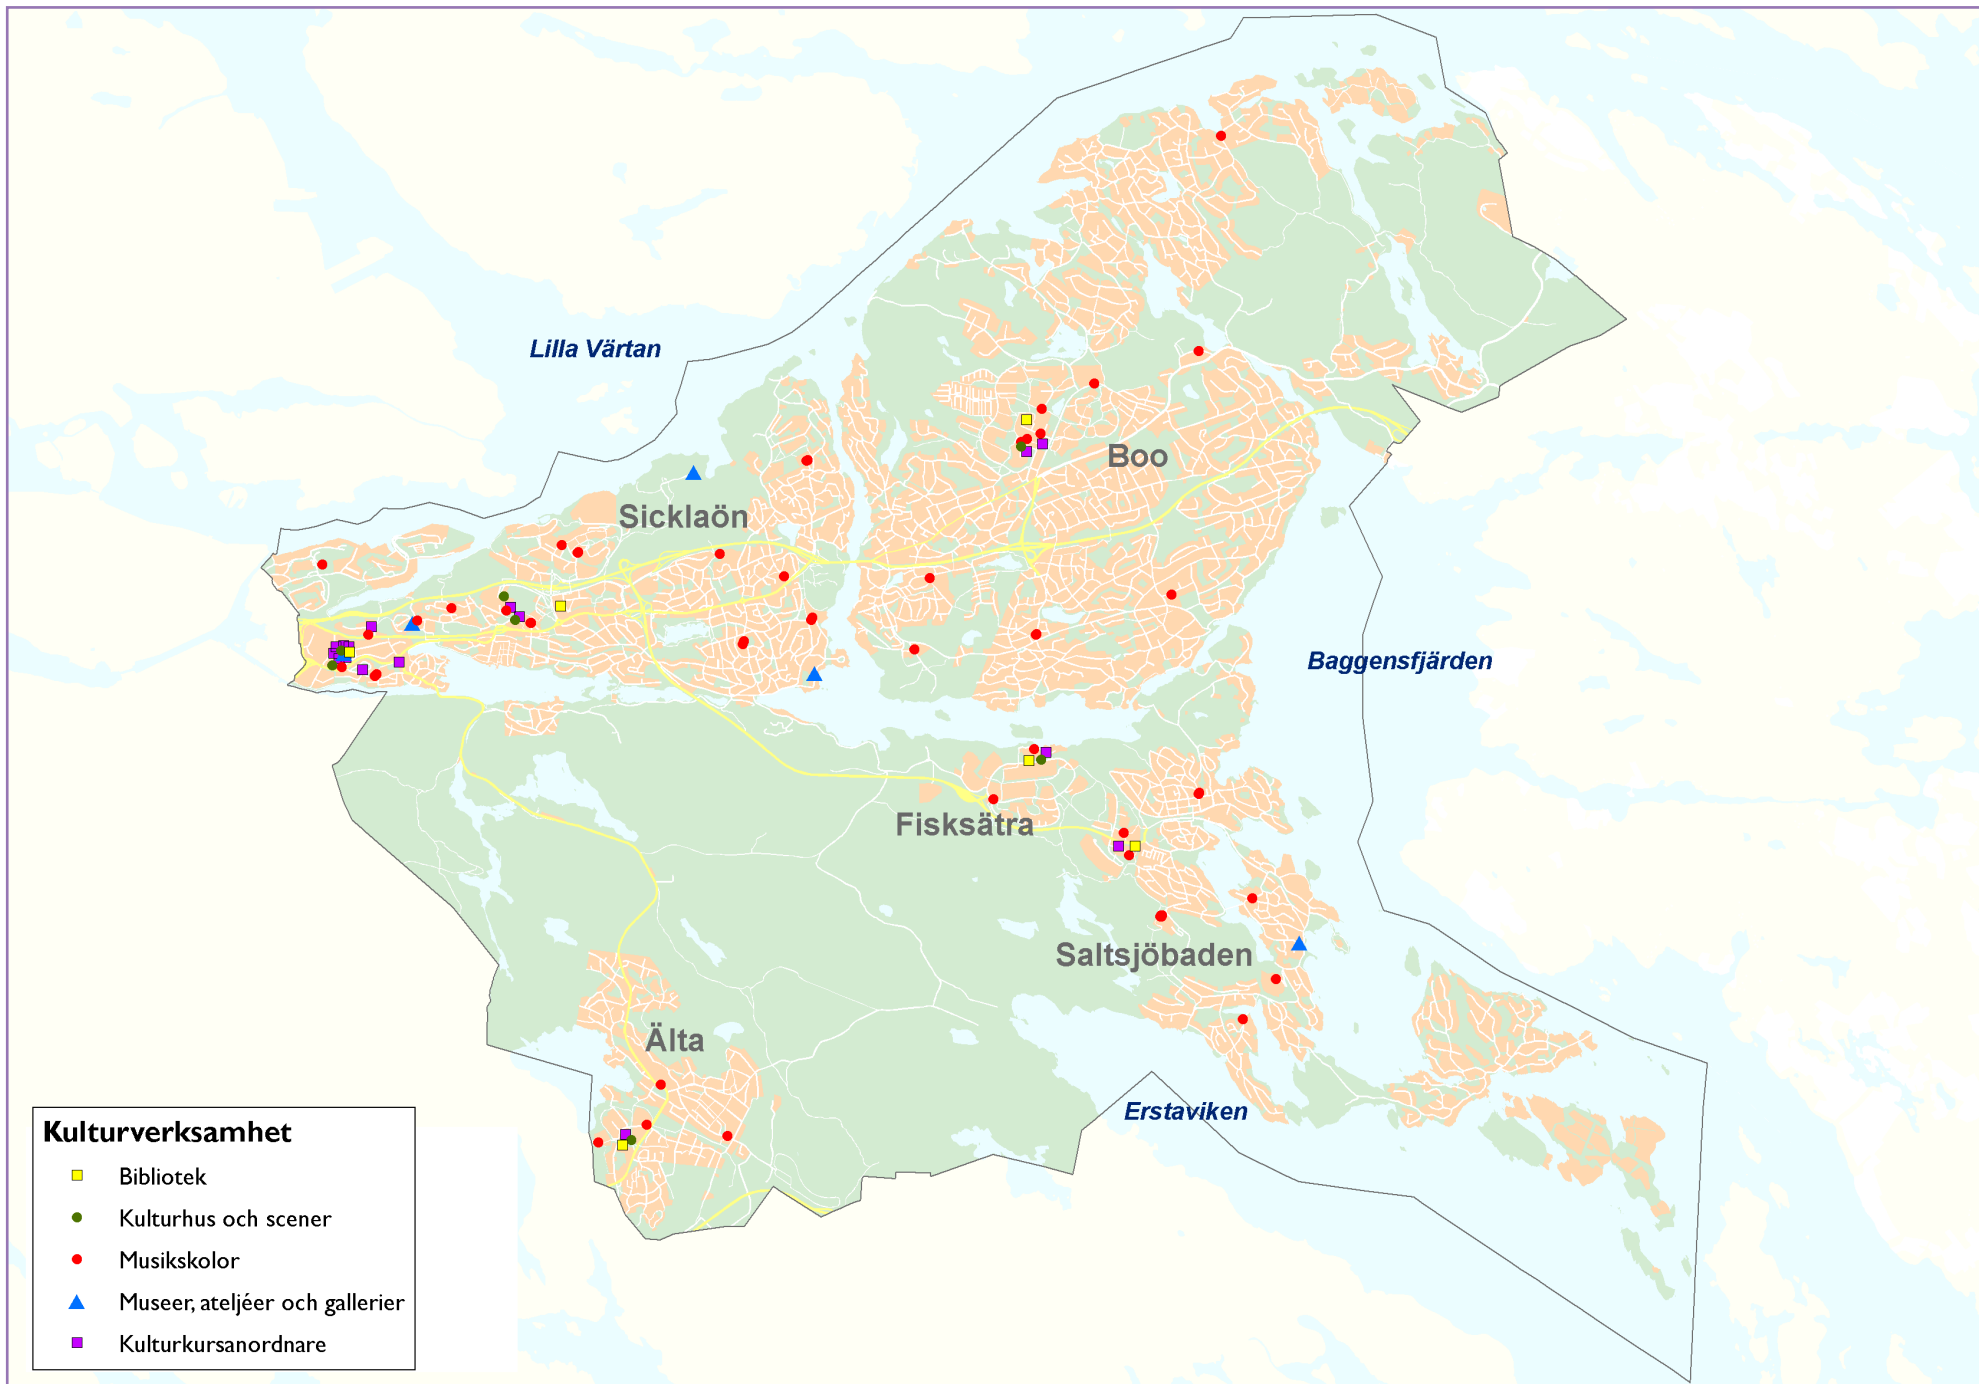 Lilla Värtan
Boo
Sicklaön
Baggensfjärden
Fisksätra
Saltsjöbaden
Älta
Erstaviken
Kulturverksamhet
Bibliotek
Kulturhus och scener
Musikskolor
Museer, ateljéer och gallerier
Kulturkursanordnare